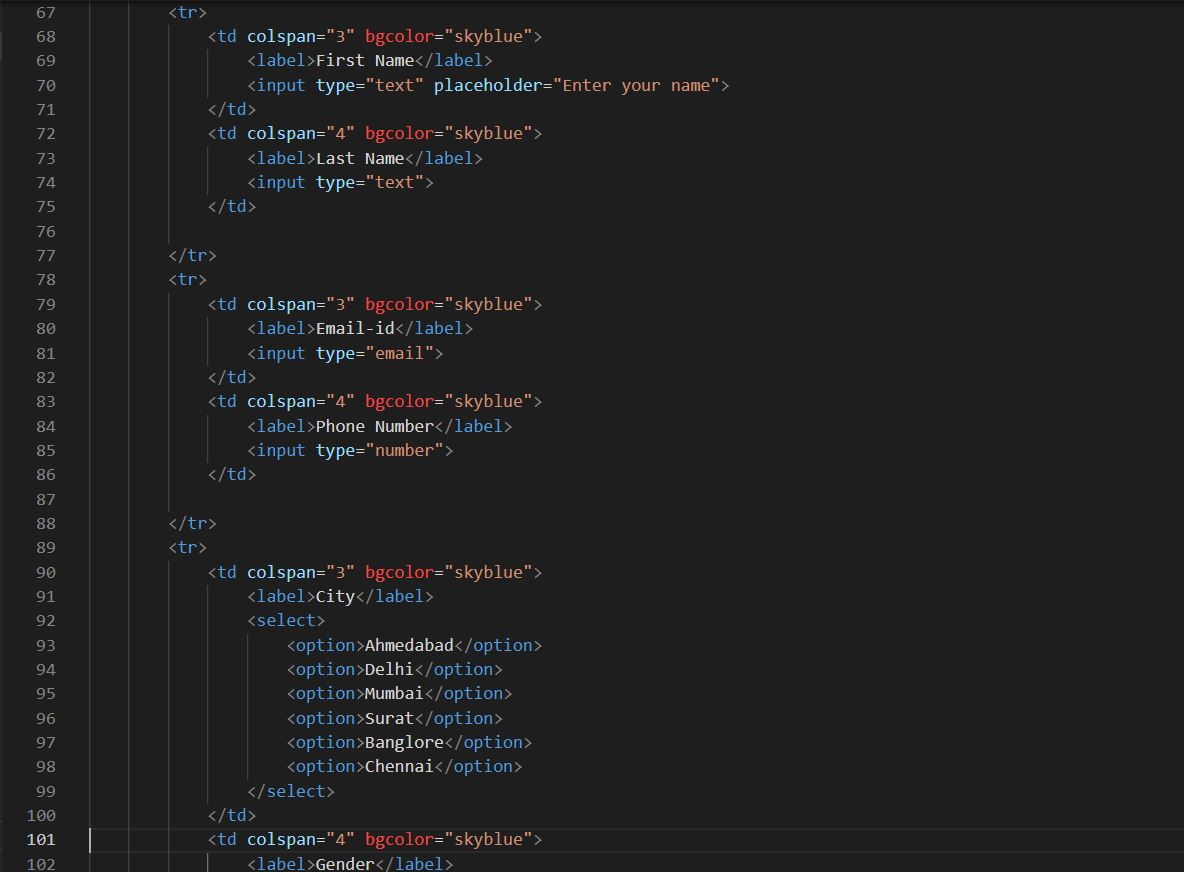 67 <tr>
68 <td colspan="3" bgcolor="skyblue">
69 <label>First Name</label>
70 <input type="text" placeholder="Enter your name">
71 </td>
72 <td colspan="4" bgcolor="skyblue">
73 <label>Last Name</label>
74 <input type="text">
75 </td>
76
77 </tr>
78 <tr>
79 <td colspan="3" bgcolor="skyblue">
80 <label>Email-id</label>
81 <input type="email">
82 </td>
83 <td colspan="4" bgcolor="skyblue">
84 <label>Phone Number</label>
85 <input type="number">
86 </td>
87
88 </tr>
89 <tr>
90 <td colspan="3" bgcolor="skyblue">
91 <label>City</label>
92 <select>
93 <option>Ahmedabad</option>
94 <option>Delhi</option>
95 <option>Mumbai</option>
96 <option>Surat</option>
97 <option>Banglore</option>
98 <option>Chennai</option>
99 </select>
100 </td>
101 <td colspan="4" bgcolor="skyblue">
102 <label>Gender</label>